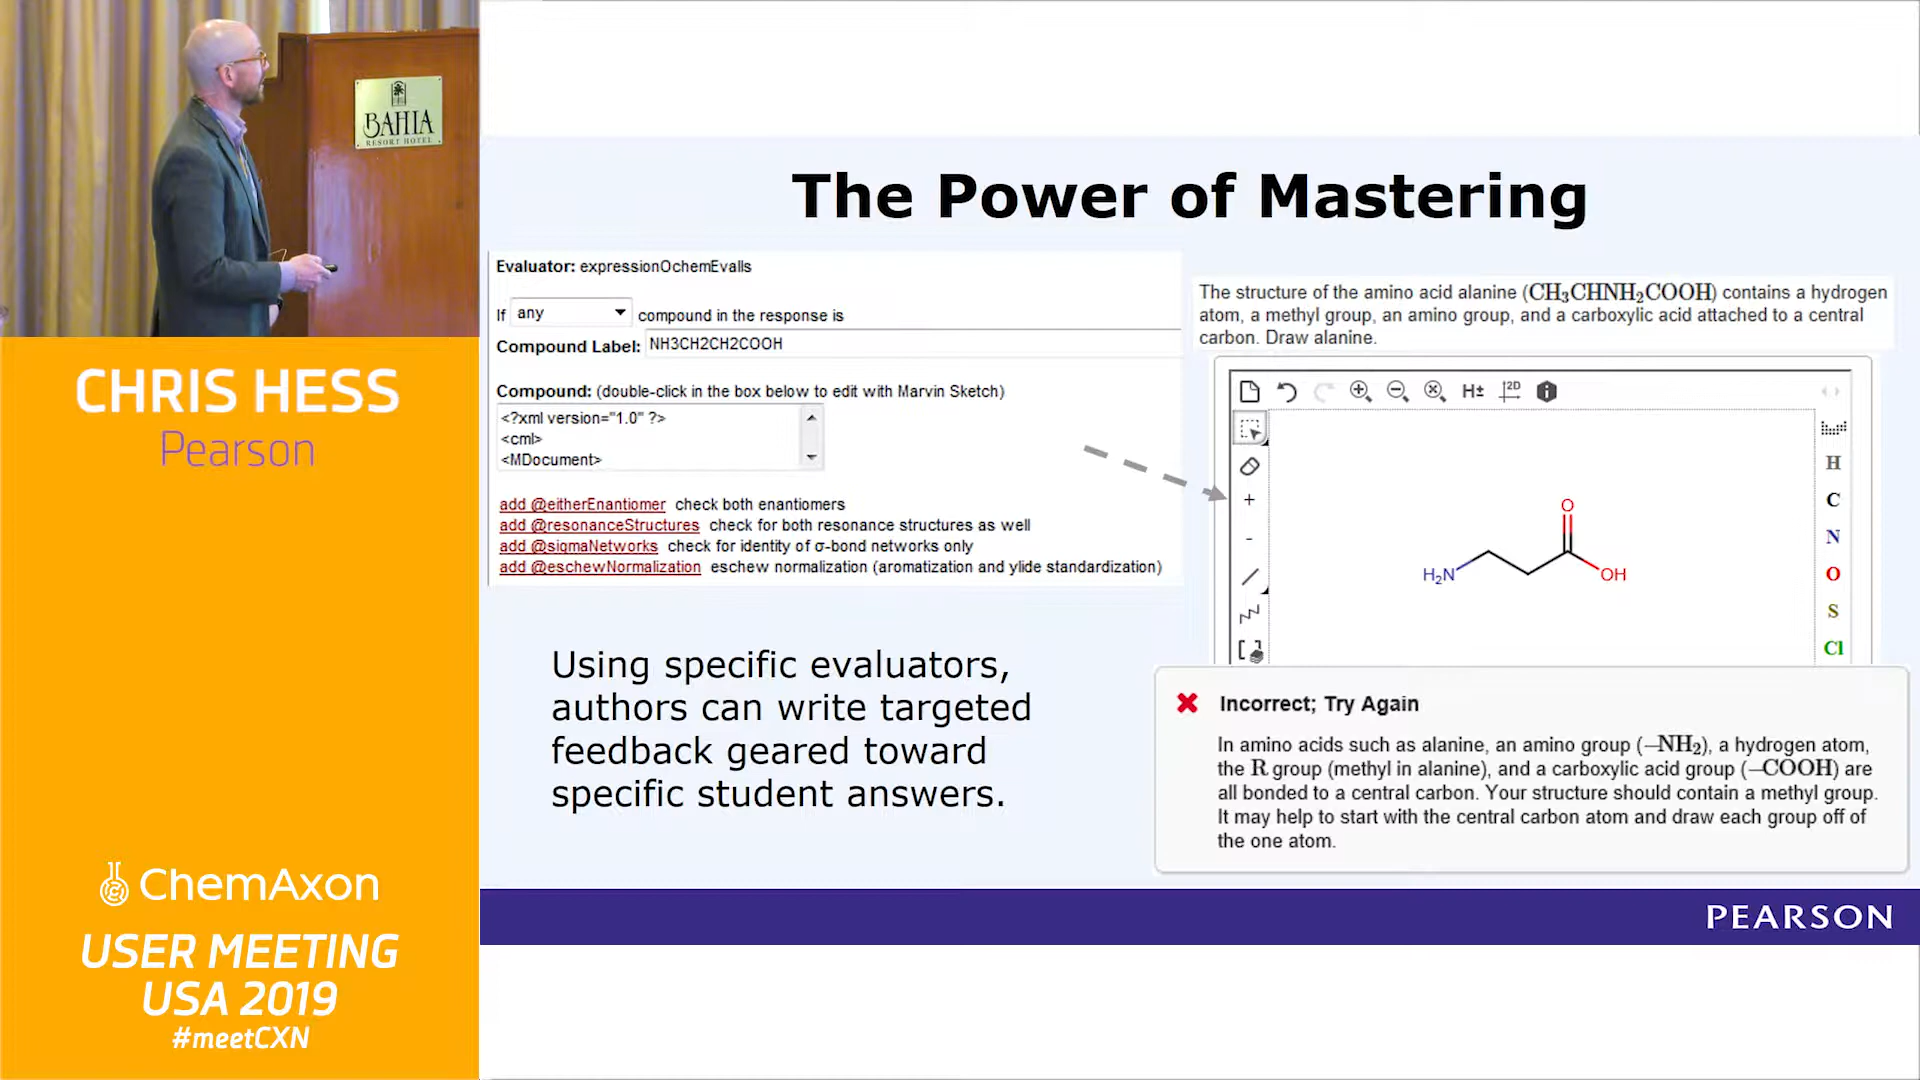 BAHIA
RESORT HOTEL
CHRIS HESS
Pearson
ChemAxon
USER MEETING
USA 2019
#meetCXN
The Power of Mastering
Evaluator: expressionOchemEvalIs
If any compound in the response is
Compound Label: NH3CH2CH2COOH
Compound: (double-click in the box below to edit with Marvin Sketch)
<?xml version="1.0" ?>
<cml>
<MDocument>
add @eitherEnantiomer check both enantiomers
add @resonanceStructures check for both resonance structures as well
add @sigmaNetworks check for identity of σ-bond networks only
add @eschewNormalization eschew normalization (aromatization and ylide standardization)
Using specific evaluators,
authors can write targeted
feedback geared toward
specific student answers.
The structure of the amino acid alanine (CH₃CHNH₂COOH) contains a hydrogen
atom, a methyl group, an amino group, and a carboxylic acid attached to a central
carbon. Draw alanine.
H±
2D
H
C
N
O
S
Cl
O
H₂N
OH
Incorrect; Try Again
In amino acids such as alanine, an amino group (–NH₂), a hydrogen atom,
the R group (methyl in alanine), and a carboxylic acid group (–COOH) are
all bonded to a central carbon. Your structure should contain a methyl group.
It may help to start with the central carbon atom and draw each group off of
the one atom.
PEARSON